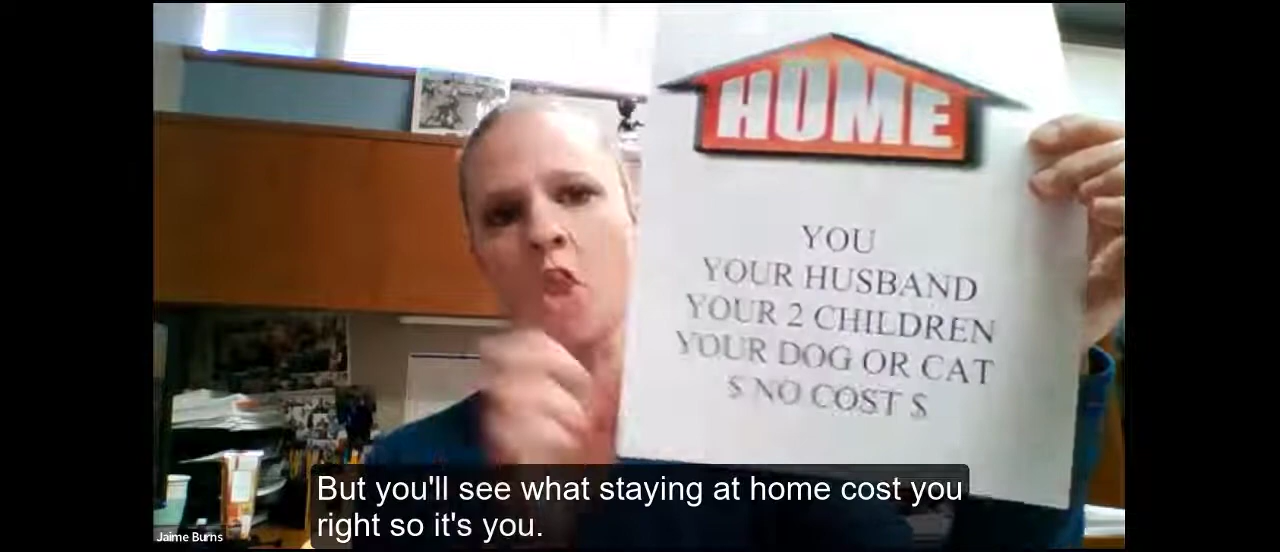 HOME
YOU
YOUR HUSBAND
YOUR 2 CHILDREN
YOUR DOG OR CAT
$ NO COST $
But you'll see what staying at home cost you
right so it's you.
Jaime Burns